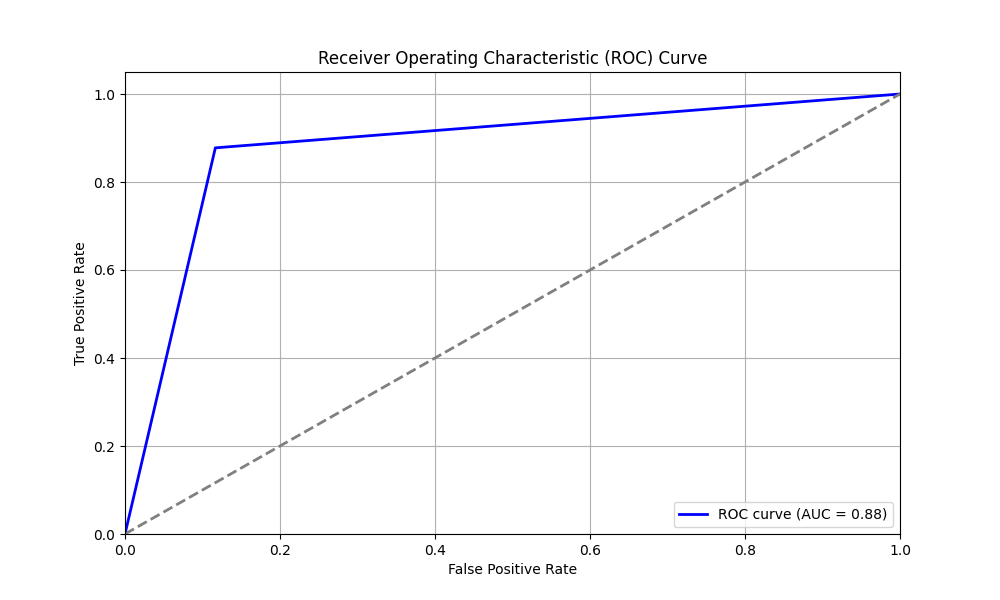 Receiver Operating Characteristic (ROC) Curve
True Positive Rate
1.0
0.8
0.6
0.4
0.2
0.0
ROC curve (AUC = 0.88)
0.0 0.2 0.4 0.6 0.8 1.0
False Positive Rate